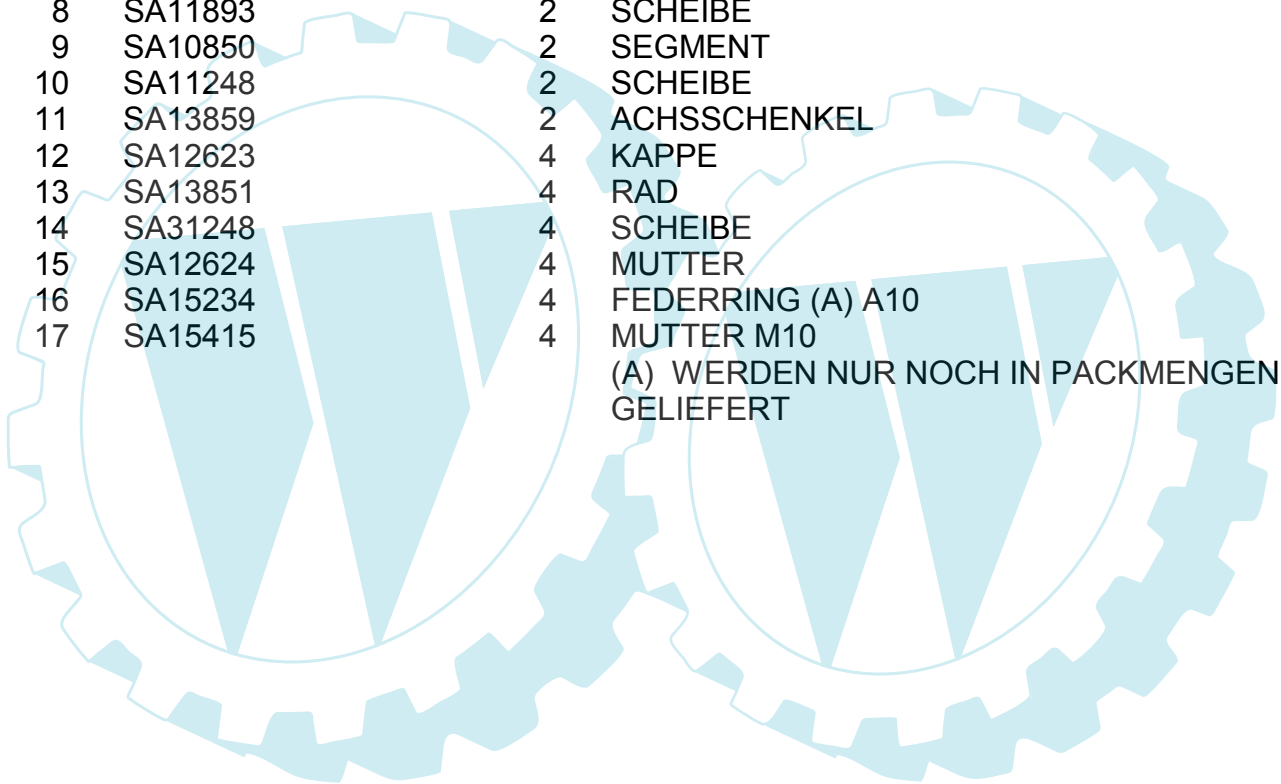 8 SA11893 2 SCHEIBE
9 SA10850 2 SEGMENT
10 SA11248 2 SCHEIBE
11 SA13859 2 ACHSSCHENKEL
12 SA12623 4 KAPPE
13 SA13851 4 RAD
14 SA31248 4 SCHEIBE
15 SA12624 4 MUTTER
16 SA15234 4 FEDERRING (A) A10
17 SA15415 4 MUTTER M10
(A) WERDEN NUR NOCH IN PACKMENGEN
GELIEFERT